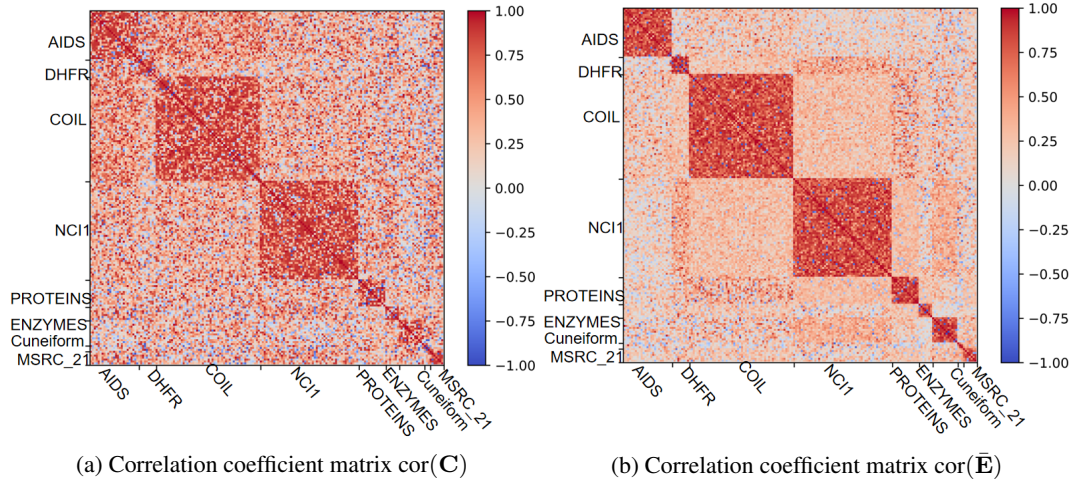 AIDS
DHFR
COIL
NCI1
PROTEINS
ENZYMES
Cuneiform
MSRC_21
AIDS
DHFR
COIL
NCI1
PROTEINS
ENZYMES
Cuneiform
MSRC_21
1.00
0.75
0.50
0.25
0.00
−0.25
−0.50
−0.75
−1.00
(a) Correlation coefficient matrix cor(C)
AIDS
DHFR
COIL
NCI1
PROTEINS
ENZYMES
Cuneiform
MSRC_21
AIDS
DHFR
COIL
NCI1
PROTEINS
ENZYMES
Cuneiform
MSRC_21
1.00
0.75
0.50
0.25
0.00
−0.25
−0.50
−0.75
−1.00
(b) Correlation coefficient matrix cor(Ē)